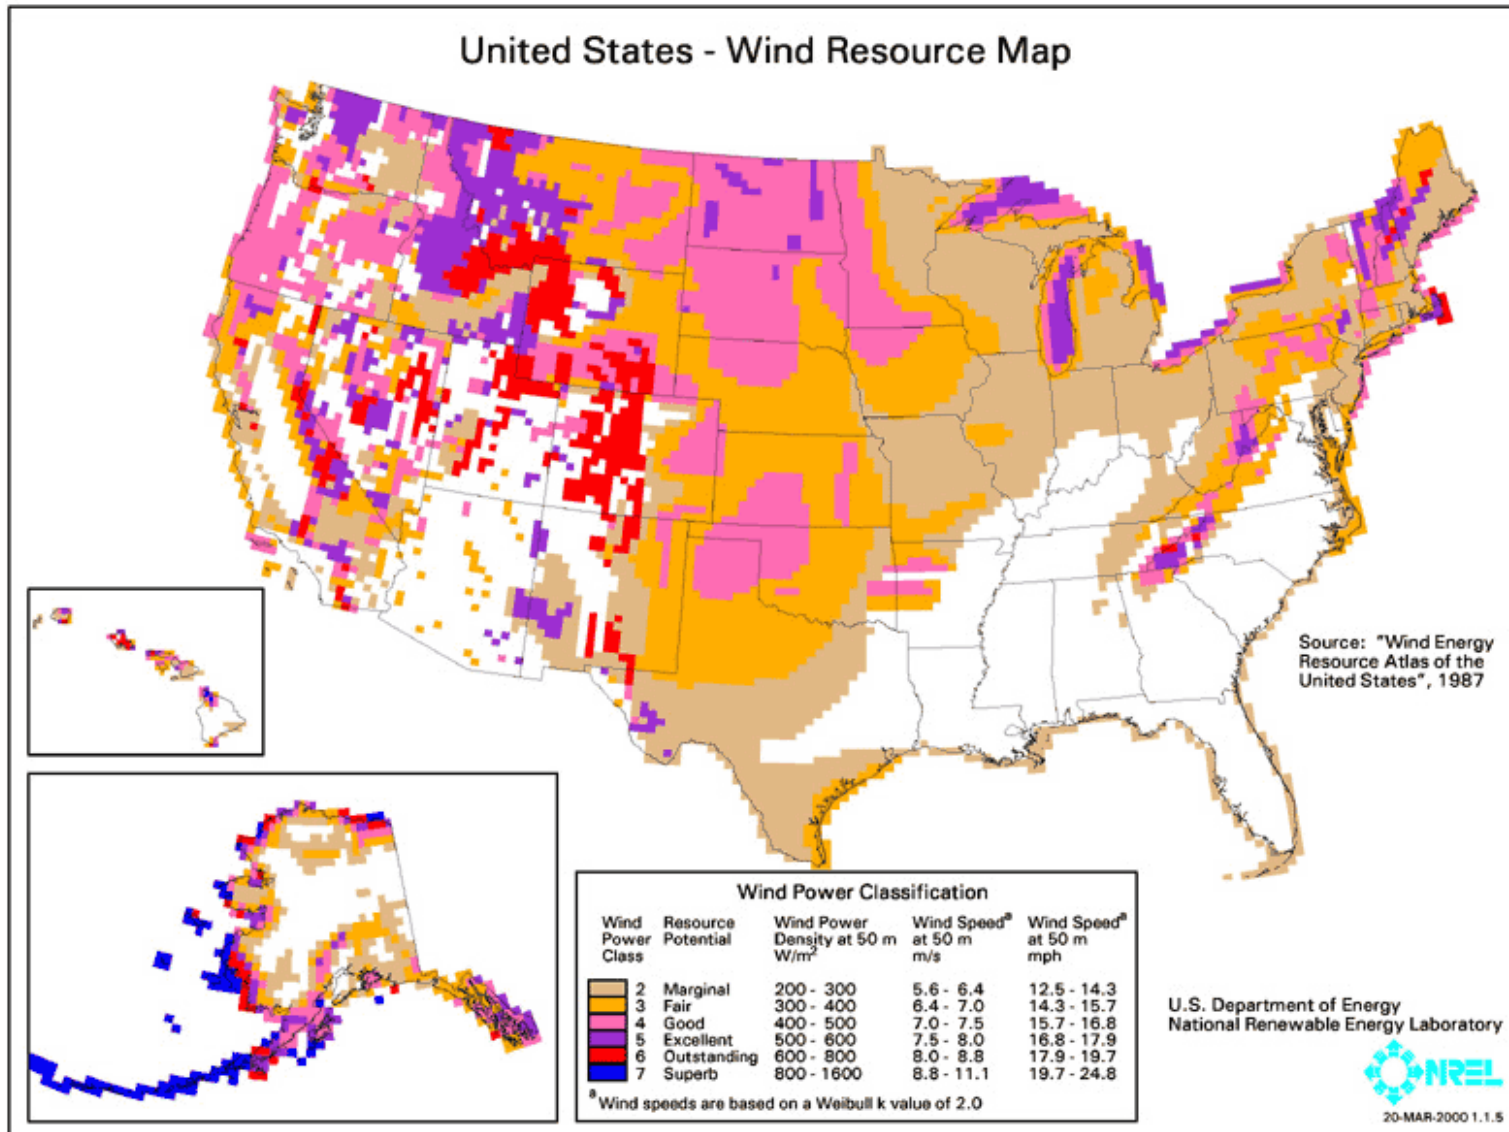 United States - Wind Resource Map
Source: "Wind Energy
Resource Atlas of the
United States", 1987
Wind Power Classification
Wind Power Class Resource Potential Wind Power Density at 50 m W/m² Wind Speedᵃ at 50 m m/s Wind Speedᵃ at 50 m mph
2 Marginal 200 - 300 5.6 - 6.4 12.5 - 14.3
3 Fair 300 - 400 6.4 - 7.0 14.3 - 15.7
4 Good 400 - 500 7.0 - 7.5 15.7 - 16.8
5 Excellent 500 - 600 7.5 - 8.0 16.8 - 17.9
6 Outstanding 600 - 800 8.0 - 8.8 17.9 - 19.7
7 Superb 800 - 1600 8.8 - 11.1 19.7 - 24.8
ᵃ Wind speeds are based on a Weibull k value of 2.0
U.S. Department of Energy
National Renewable Energy Laboratory
NREL
20-MAR-2000 1.1.5